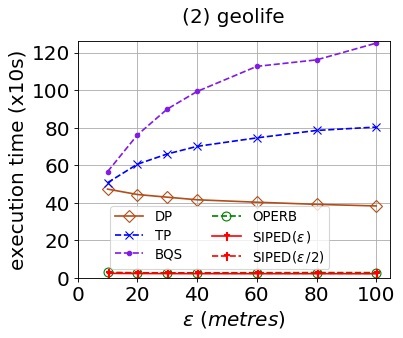 (2) geolife
execution time (x10s)
120
100
80
60
40
20
0
DP
TP
BQS
OPERB
SIPED(ε)
SIPED(ε/2)
0 20 40 60 80 100
ε (metres)